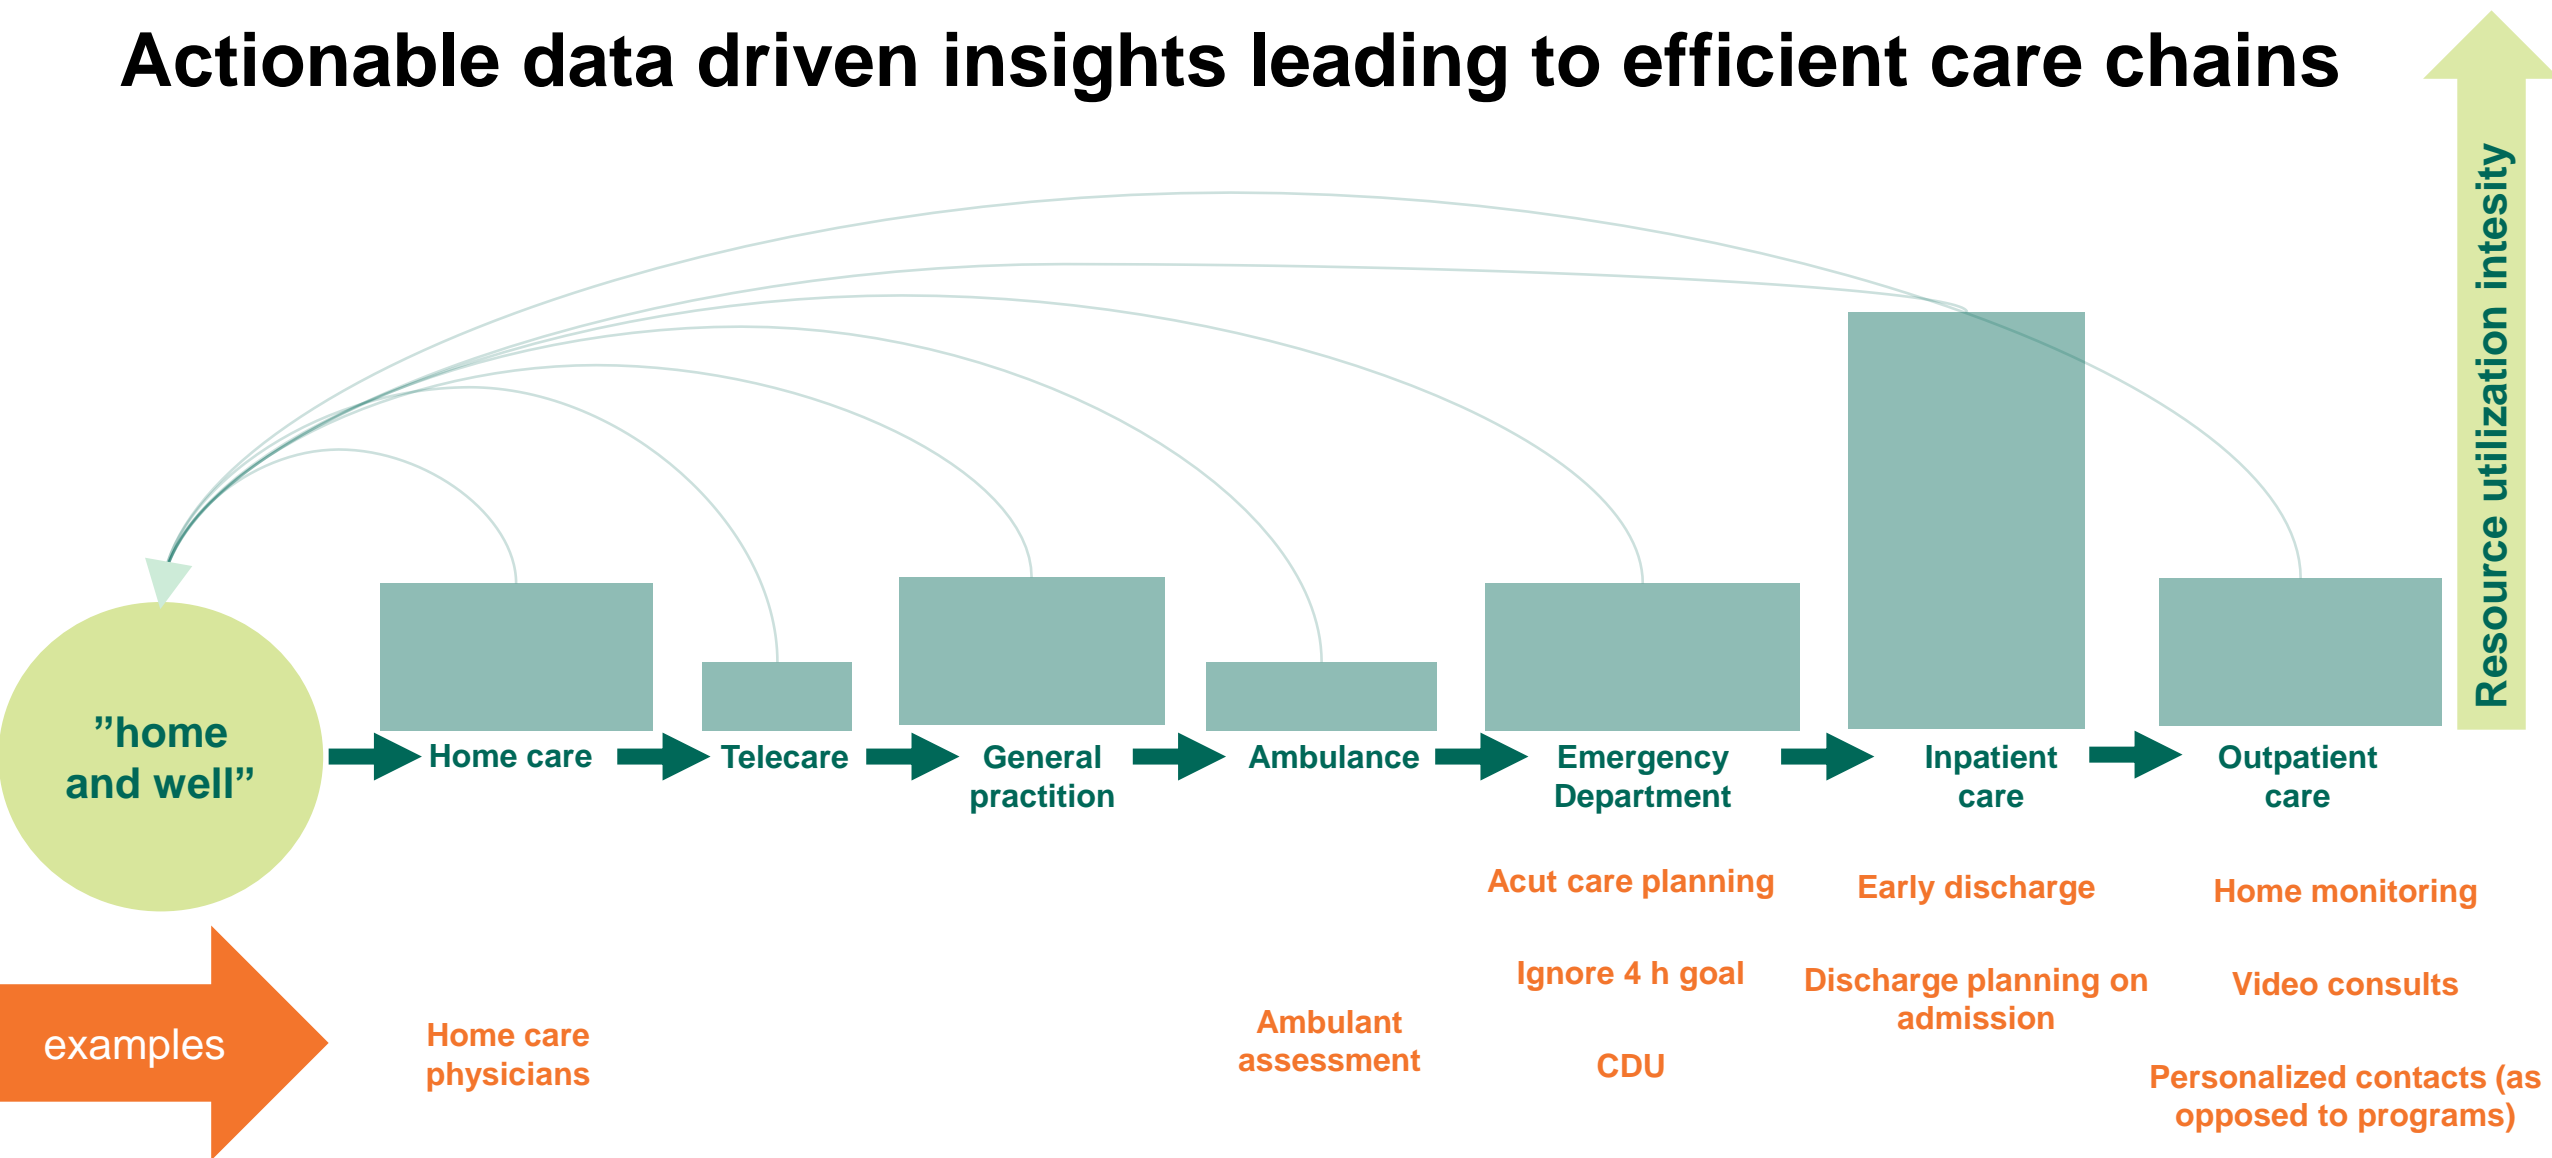 Actionable data driven insights leading to efficient care chains
Resource utilization intesity
”home
and well”
Home care
Telecare
General
practition
Ambulance
Emergency
Department
Inpatient
care
Outpatient
care
examples
Home care
physicians
Ambulant
assessment
Acut care planning
Ignore 4 h goal
CDU
Early discharge
Discharge planning on
admission
Home monitoring
Video consults
Personalized contacts (as
opposed to programs)